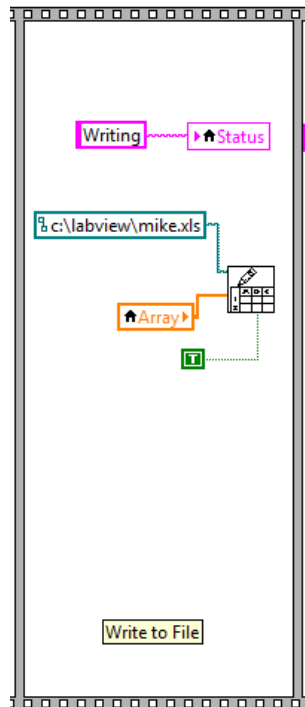 Writing
Status
c:\labview\mike.xls
Array
T
Write to File